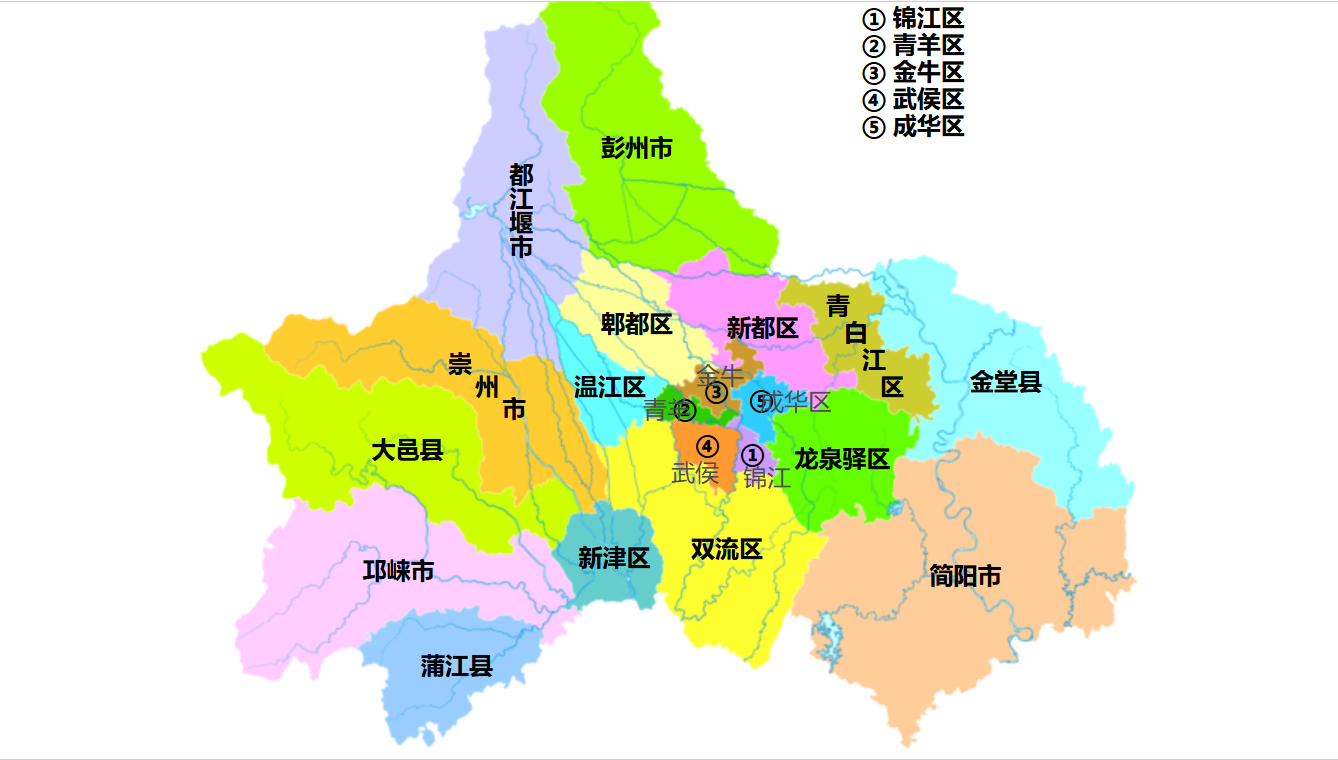 ① 锦江区
② 青羊区
③ 金牛区
④ 武侯区
⑤ 成华区
彭州市
都江堰市
郫都区
新都区
青白江区
金堂县
崇州市
温江区
金牛
③
⑤
成华区
青羊
②
大邑县
④
武侯
①
锦江
龙泉驿区
新津区
双流区
简阳市
邛崃市
蒲江县